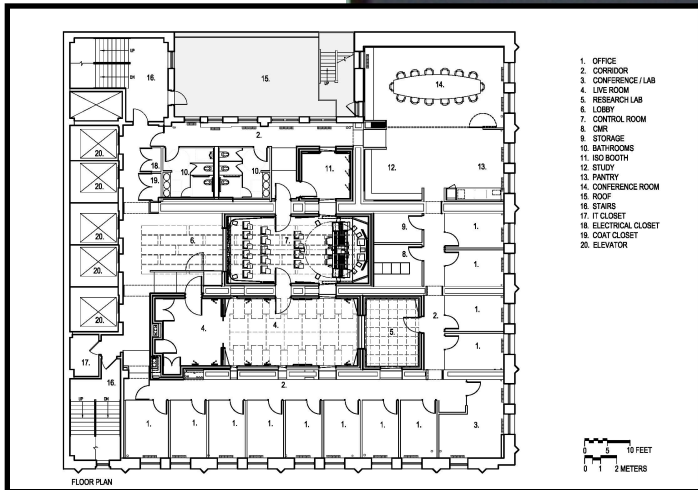 UP
DN
16.
15.
14.
20.
2.
18.
10.
10.
11.
12.
13.
20.
19.
20.
6.
7.
9.
1.
8.
1.
20.
20.
4.
4.
5.
2.
1.
1.
17.
16.
2.
UP DN
1.
1.
1.
1.
1.
1.
1.
1.
3.
FLOOR PLAN
1. OFFICE
2. CORRIDOR
3. CONFERENCE / LAB
4. LIVE ROOM
5. RESEARCH LAB
6. LOBBY
7. CONTROL ROOM
8. CMR
9. STORAGE
10. BATHROOMS
11. ISO BOOTH
12. STUDY
13. PANTRY
14. CONFERENCE ROOM
15. ROOF
16. STAIRS
17. IT CLOSET
18. ELECTRICAL CLOSET
19. COAT CLOSET
20. ELEVATOR
0 5 10 FEET
0 1 2 METERS